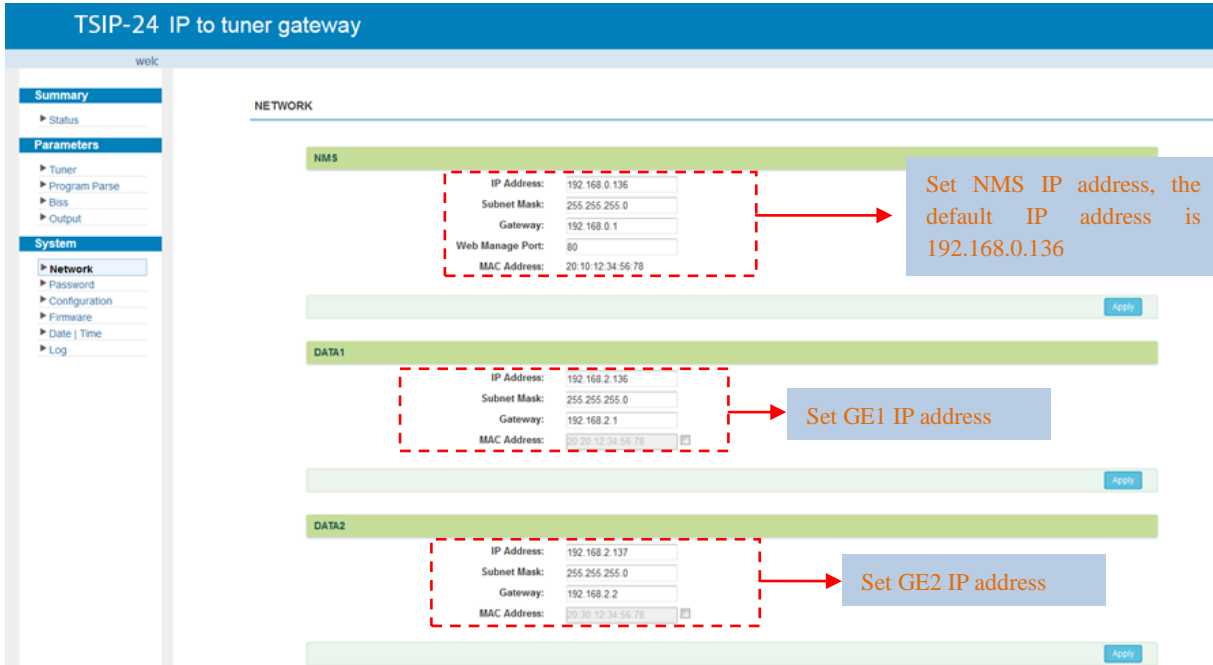 TSIP-24 IP to tuner gateway
welc
Summary
Status
Parameters
Tuner
Program Parse
Biss
Output
System
Network
Password
Configuration
Firmware
Date | Time
Log
NETWORK
NMS
IP Address: 192.168.0.136
Subnet Mask: 255.255.255.0
Gateway: 192.168.0.1
Web Manage Port: 80
MAC Address: 20:10:12:34:56:78
Set NMS IP address, the
default IP address is
192.168.0.136
Apply
DATA1
IP Address: 192.168.2.136
Subnet Mask: 255.255.255.0
Gateway: 192.168.2.1
MAC Address: 20:20:12:34:56:78
Set GE1 IP address
Apply
DATA2
IP Address: 192.168.2.137
Subnet Mask: 255.255.255.0
Gateway: 192.168.2.2
MAC Address: 20:30:12:34:56:78
Set GE2 IP address
Apply